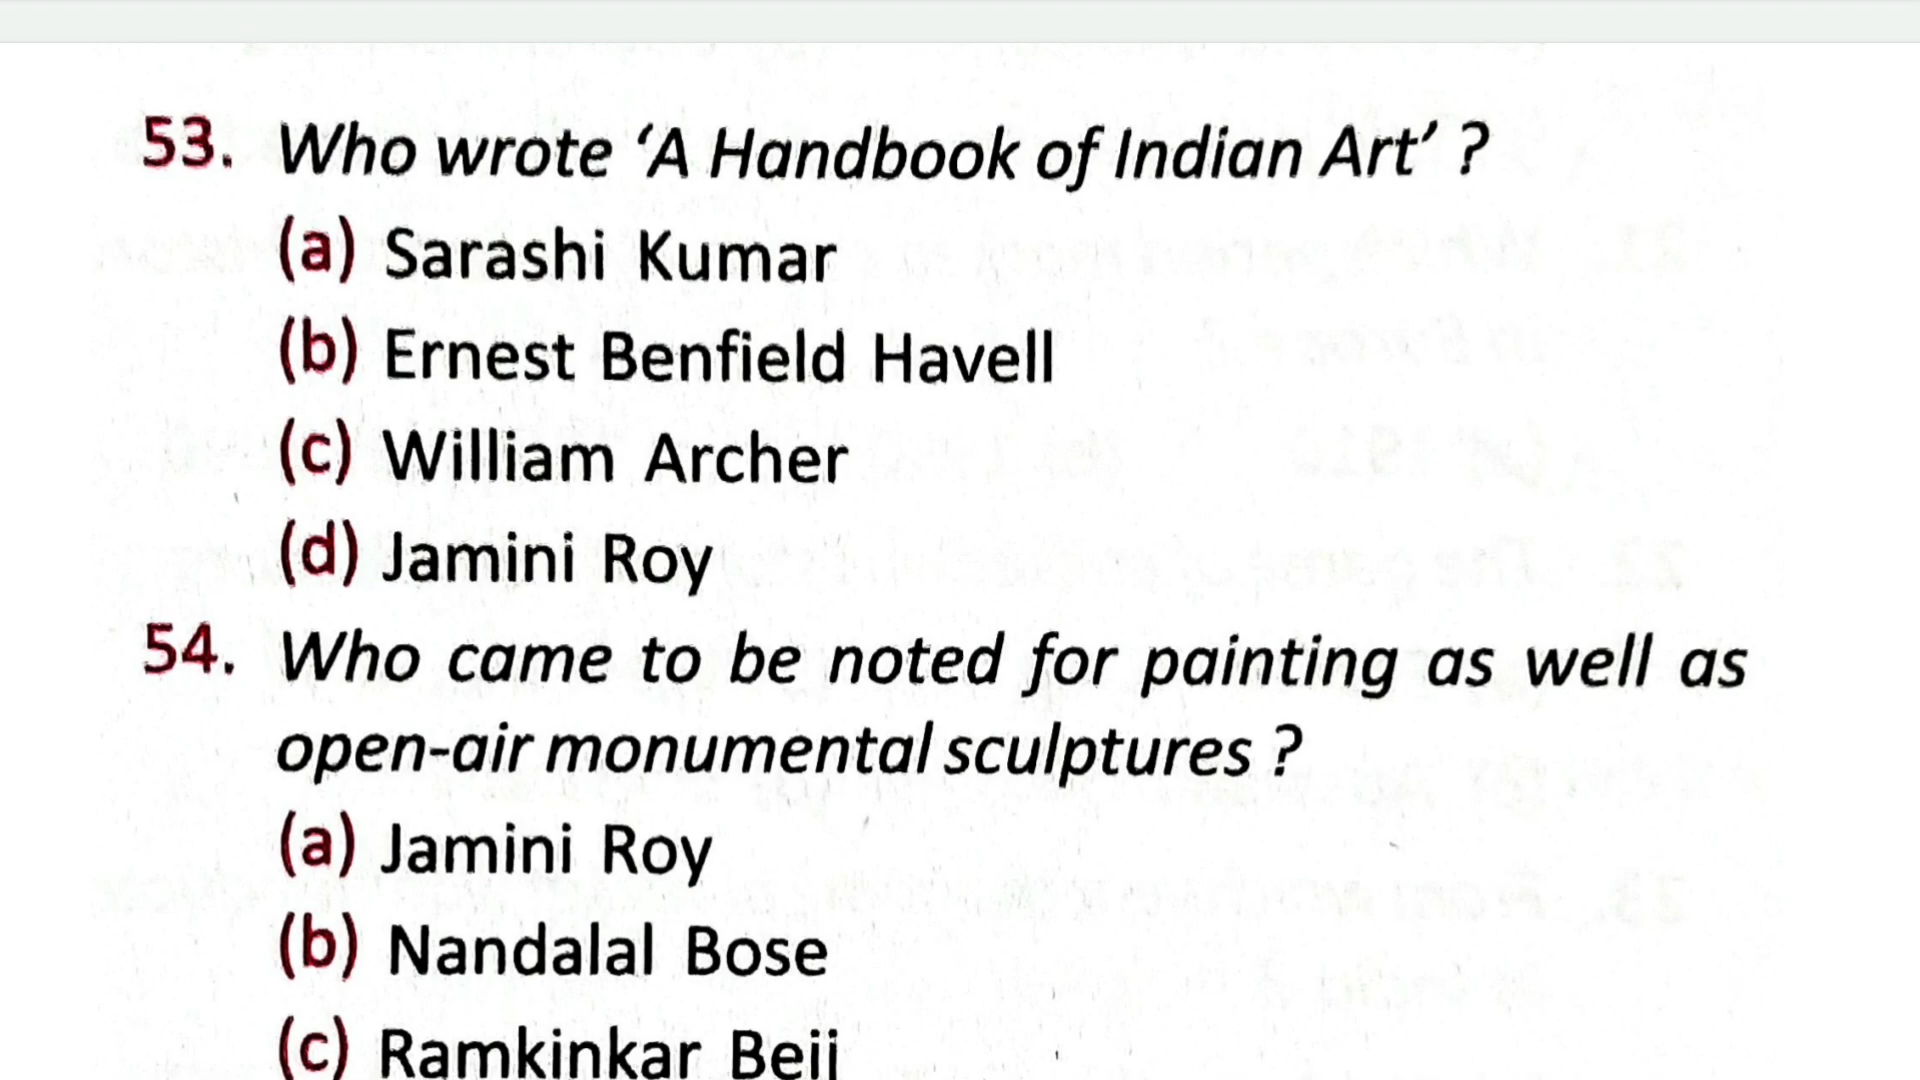 53. Who wrote ‘A Handbook of Indian Art’ ?
(a) Sarashi Kumar
(b) Ernest Benfield Havell
(c) William Archer
(d) Jamini Roy
54. Who came to be noted for painting as well as
open-air monumental sculptures ?
(a) Jamini Roy
(b) Nandalal Bose
(c) Ramkinkar Beij